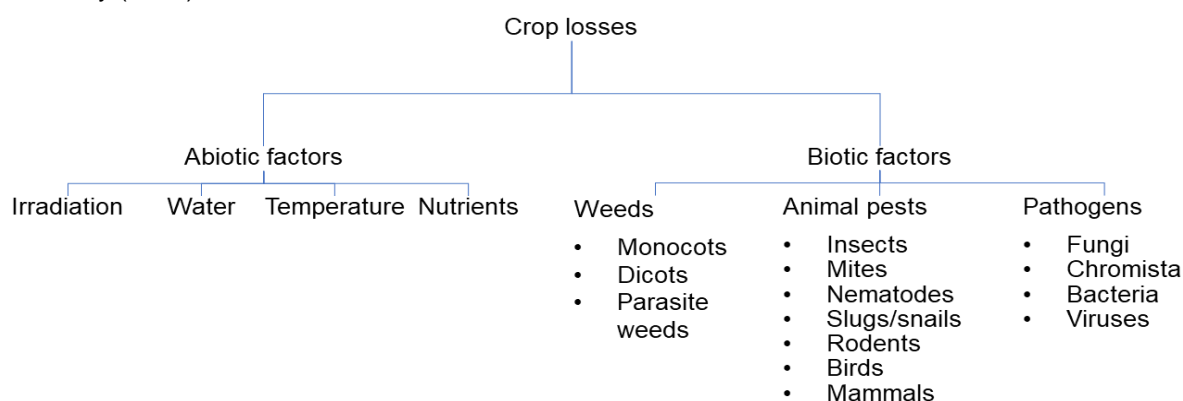 Crop losses
Abiotic factors
Biotic factors
Irradiation
Water
Temperature
Nutrients
Weeds
• Monocots
• Dicots
• Parasite
weeds
Animal pests
• Insects
• Mites
• Nematodes
• Slugs/snails
• Rodents
• Birds
• Mammals
Pathogens
• Fungi
• Chromista
• Bacteria
• Viruses